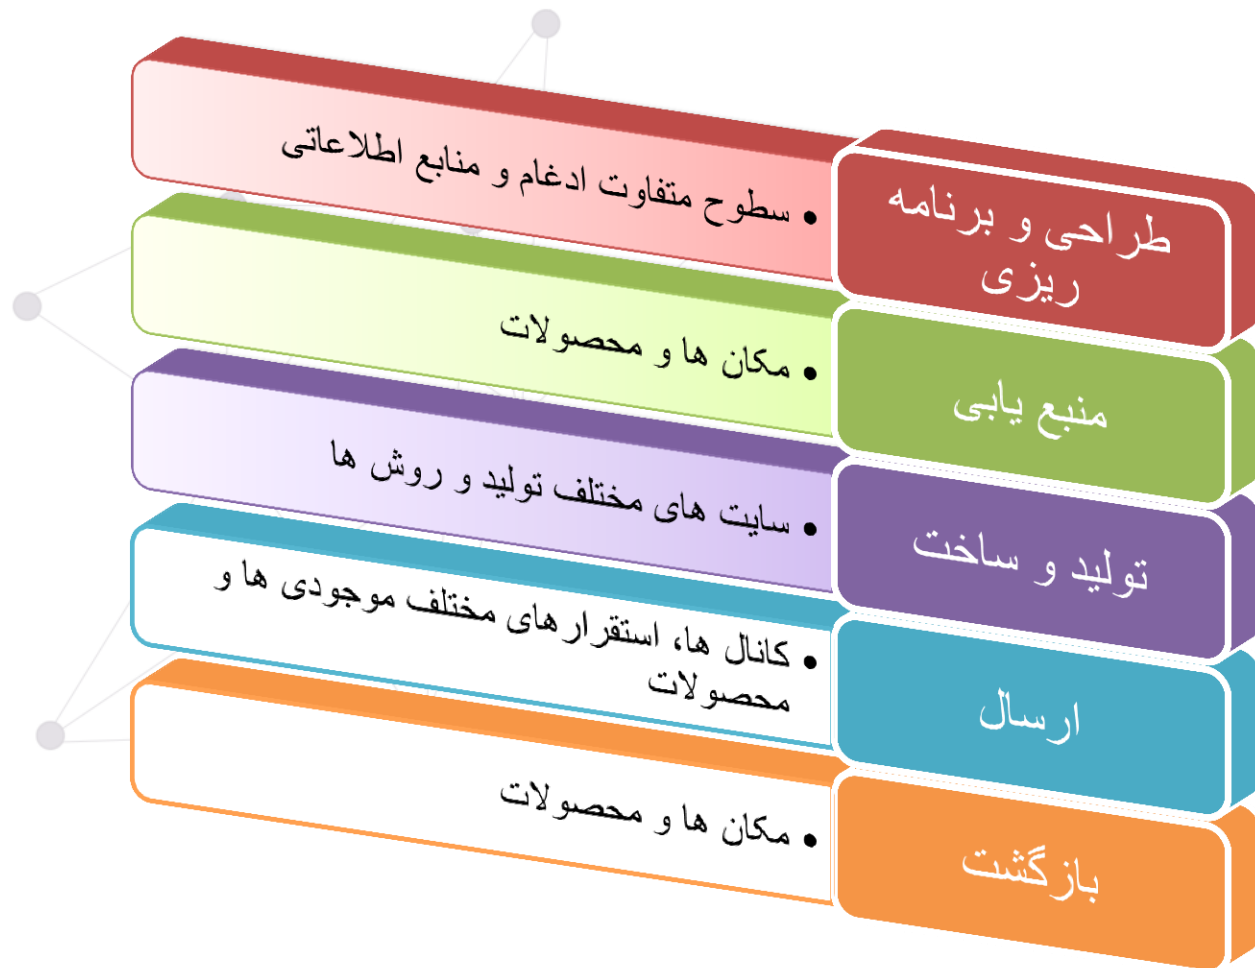 طراحی و برنامه
ریزی
• سطوح متفاوت ادغام و منابع اطلاعاتی
منبع یابی
• مکان ها و محصولات
تولید و ساخت
• سایت های مختلف تولید و روش ها
ارسال
• کانال ها، استقرارهای مختلف موجودی ها و
محصولات
بازگشت
• مکان ها و محصولات